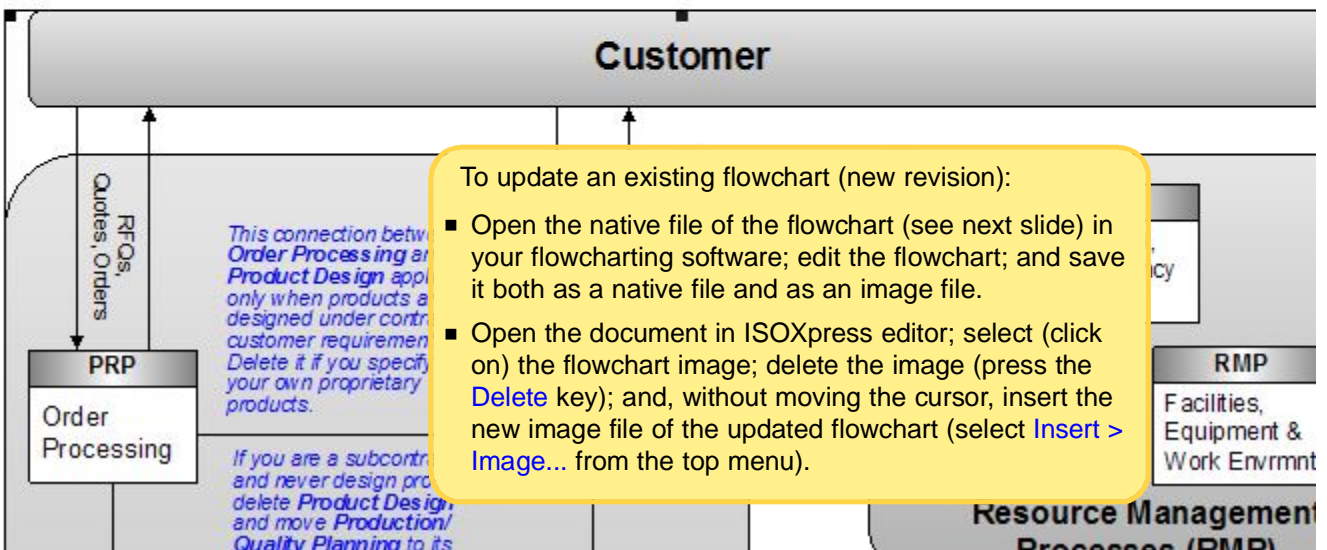 Customer
RFQs,
Quotes, Orders
This connection betw
Order Processing a
Product Design app
only when products a
designed under contr
customer requiremen
Delete it if you specify
your own proprietary
products.
PRP
Order
Processing
If you are a subcontr
and never design pro
delete Product Design
and move Production/
Quality Planning to its
To update an existing flowchart (new revision):
■ Open the native file of the flowchart (see next slide) in
your flowcharting software; edit the flowchart; and save
it both as a native file and as an image file.
■ Open the document in ISOXpress editor; select (click
on) the flowchart image; delete the image (press the
Delete key); and, without moving the cursor, insert the
new image file of the updated flowchart (select Insert >
Image... from the top menu).
cy
RMP
Facilities,
Equipment &
Work Envrmnt
Resource Management
Processes (RMP)